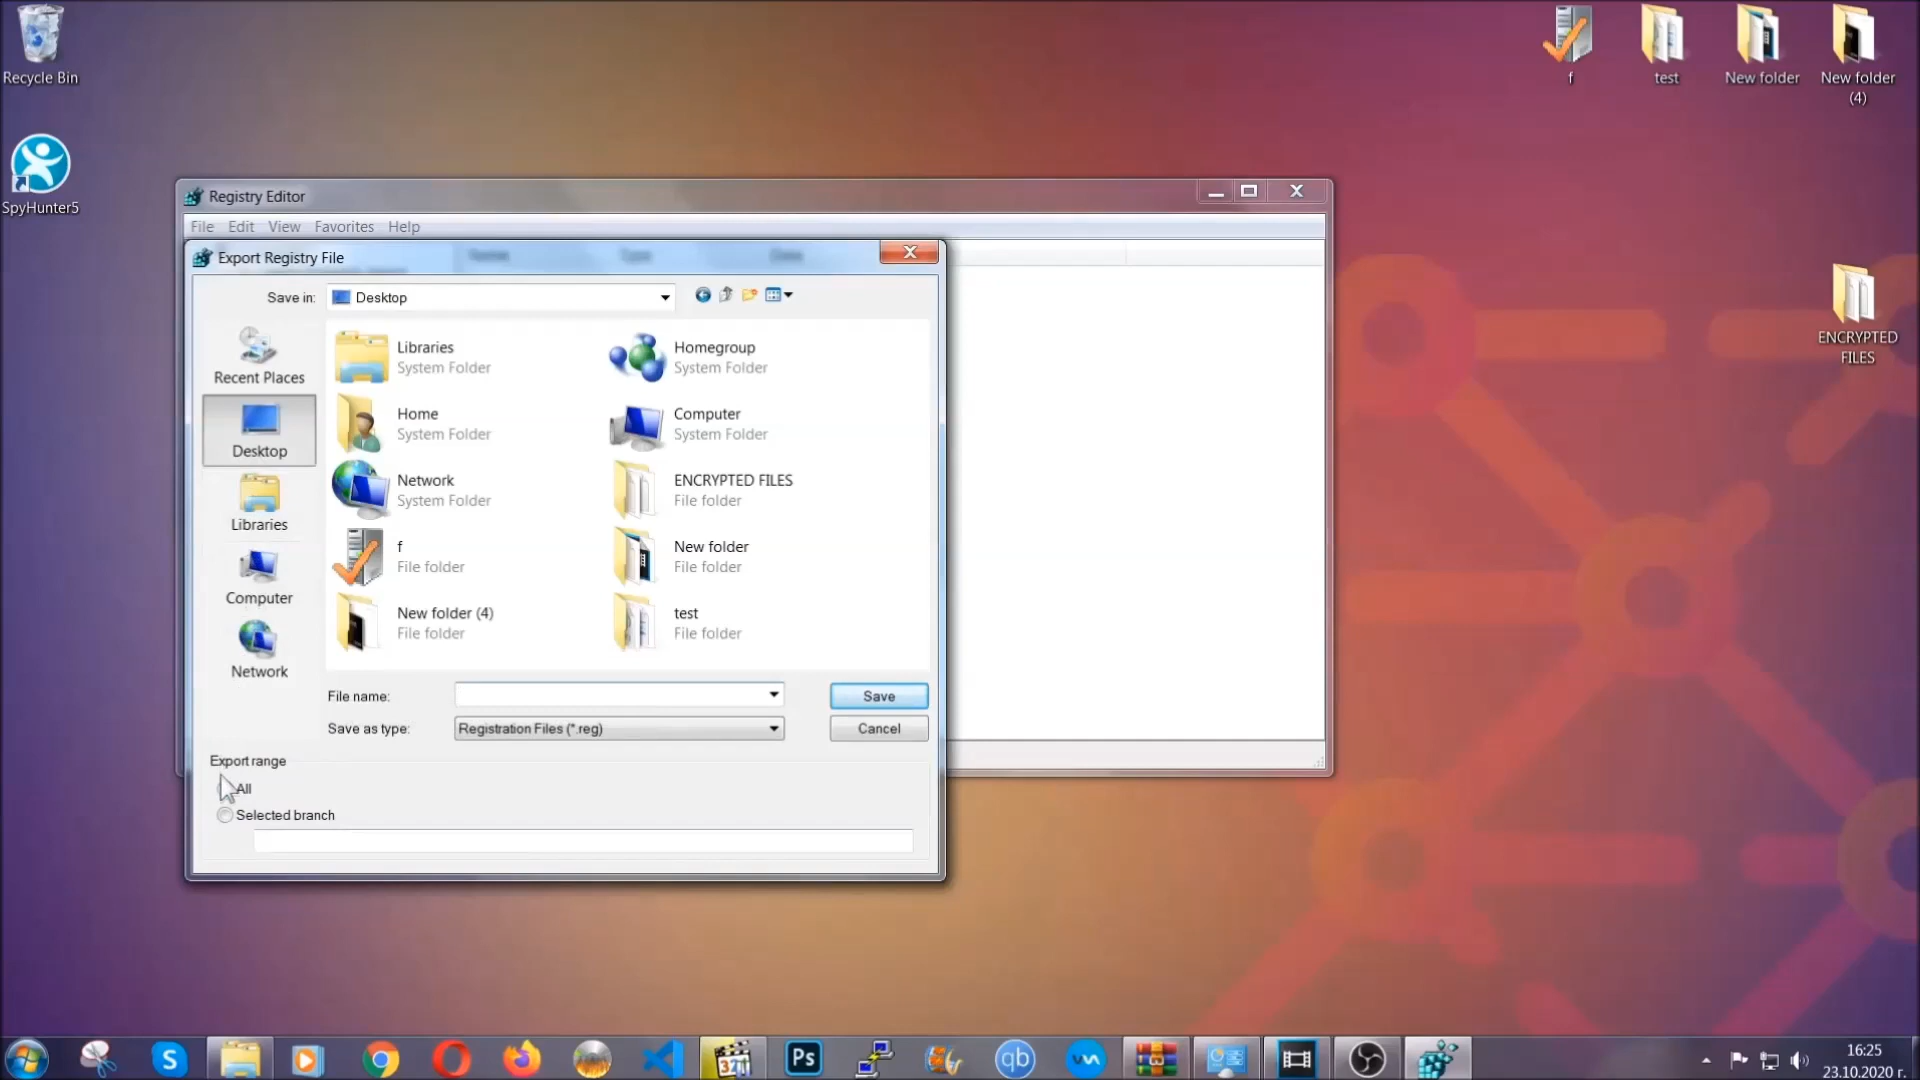 Recycle Bin
SpyHunter5
f
test
New folder
New folder
(4)
ENCRYPTED
FILES
Registry Editor
File Edit View Favorites Help
Export Registry File
Save in: Desktop
Recent Places
Desktop
Libraries
Computer
Network
Libraries
System Folder
Homegroup
System Folder
Home
System Folder
Computer
System Folder
Network
System Folder
ENCRYPTED FILES
File folder
f
File folder
New folder
File folder
New folder (4)
File folder
test
File folder
File name:
Save
Save as type: Registration Files (*.reg)
Cancel
Export range
All
Selected branch
S
321
Ps
qb
16:25
23.10.2020 г.